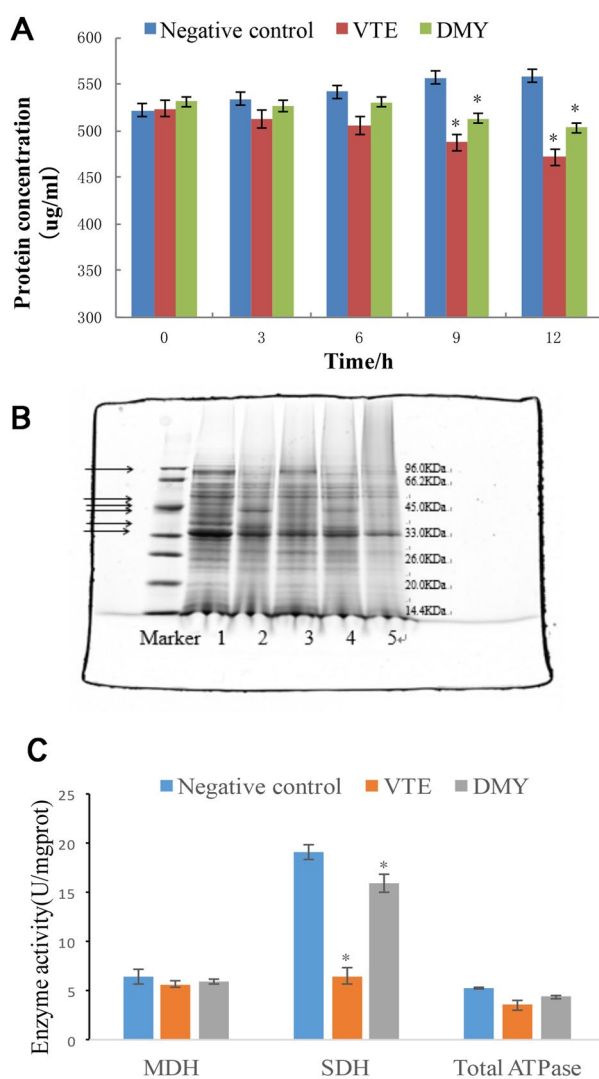 A
Negative control VTE DMY
600
550
500
450
400
350
300
Protein concentration
(ug/ml)
* *
* *
0 3 6 9 12
Time/h
B
96.0KDa
66.2KDa
45.0KDa
33.0KDa
26.0KDa
20.0KDa
14.4KDa
Marker 1 2 3 4 5
C
Negative control VTE DMY
25
20
15
10
5
0
Enzyme activity(U/mgprot)
*
*
MDH SDH Total ATPase